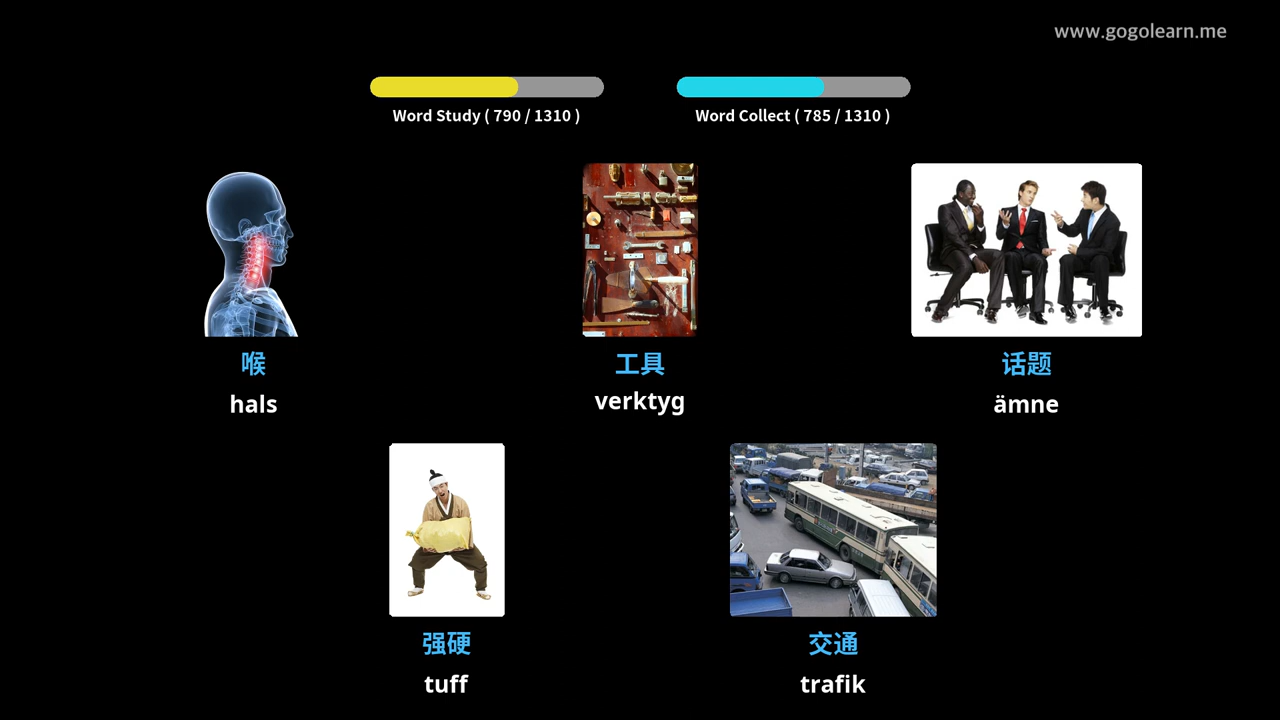 www.gogolearn.me
Word Study ( 790 / 1310 )
Word Collect ( 785 / 1310 )
喉
hals
工具
verktyg
话题
ämne
强硬
tuff
交通
trafik